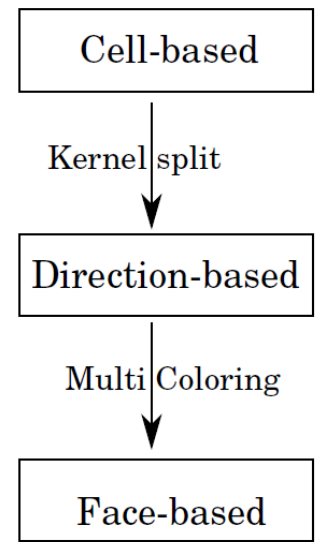 Cell-based
Kernel split
Direction-based
Multi Coloring
Face-based